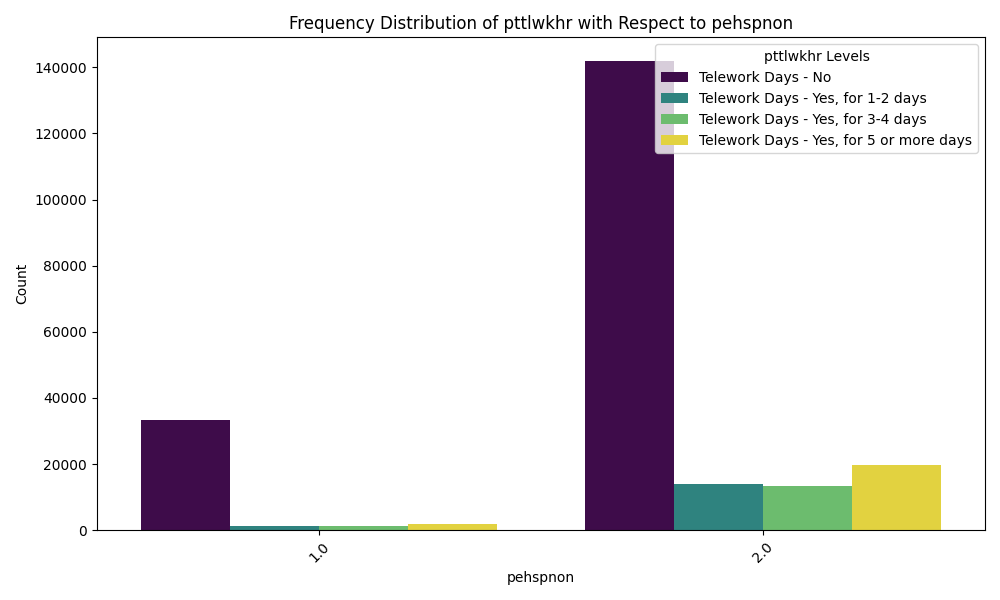 Frequency Distribution of pttlwkhr with Respect to pehspnon
pttlwkhr Levels
Telework Days - No
Telework Days - Yes, for 1-2 days
Telework Days - Yes, for 3-4 days
Telework Days - Yes, for 5 or more days
Count
140000
120000
100000
80000
60000
40000
20000
0
1.0
2.0
pehspnon